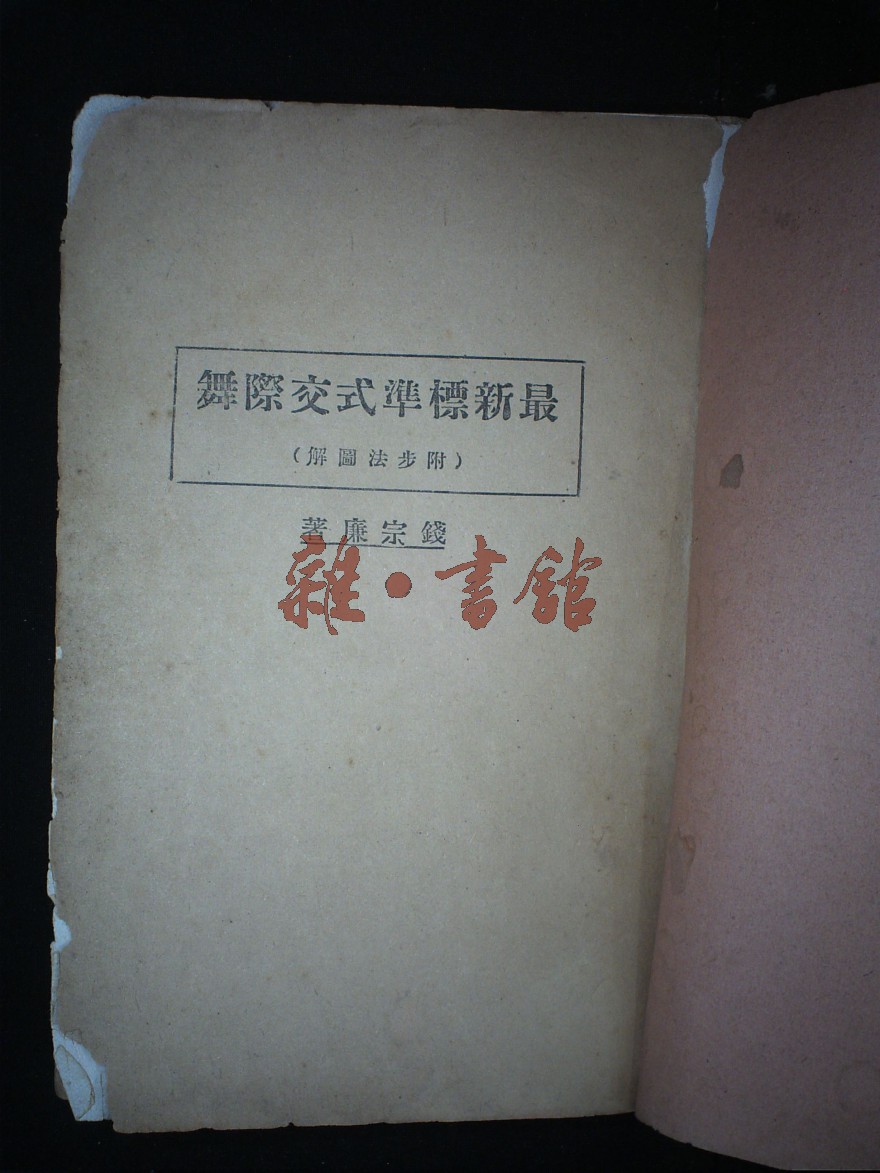 最新標準式交際舞
（附步法圖解）
錢宗廉著
雜·書館